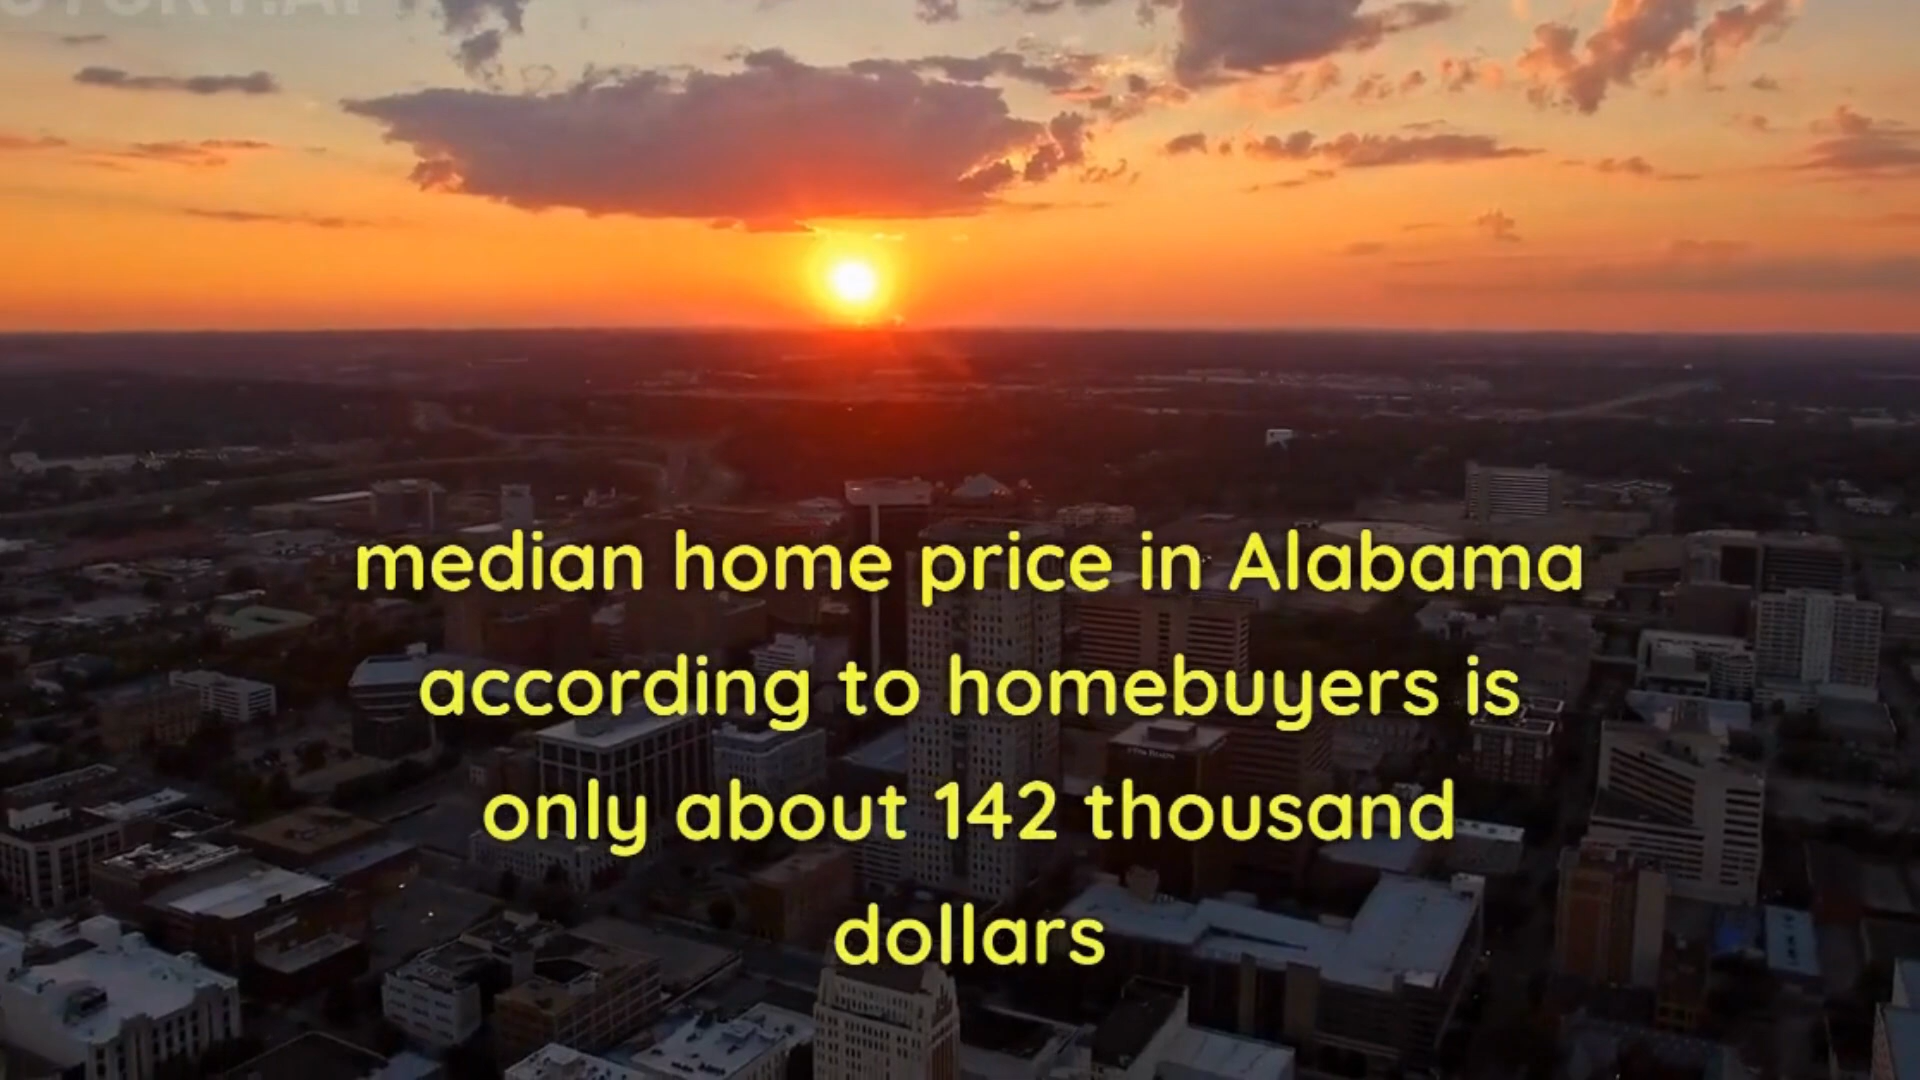 median home price in Alabama
according to homebuyers is
only about 142 thousand
dollars